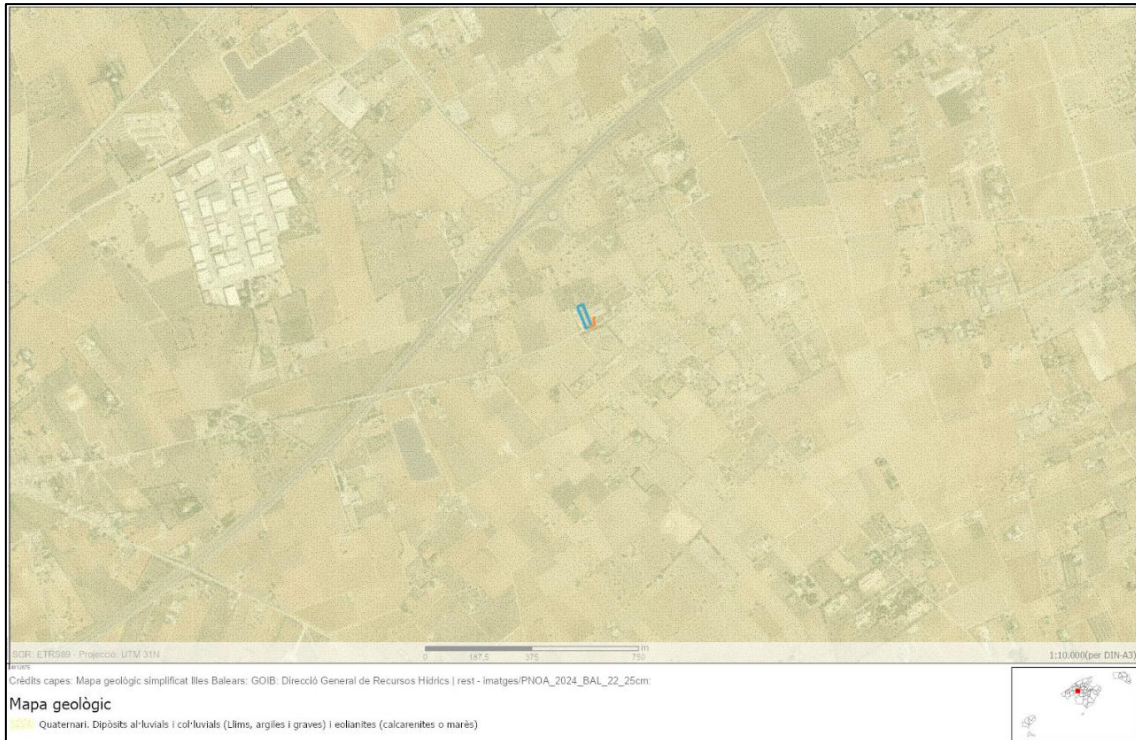 SGR: ETRS89 - Projecció: UTM 31N
0 187,5 375 750 m
1:10.000(per DIN-A3)
Crèdits capes: Mapa geològic simplificat Illes Balears: GOIB: Direcció General de Recursos Hídrics | rest - Imatges/PNOA_2024_BAL_22_25cm:
Mapa geològic
Quaternari. Dipòsits al·luvials i col·luvials (Llims, argiles i graves) i eolianites (calcarenites o marès)